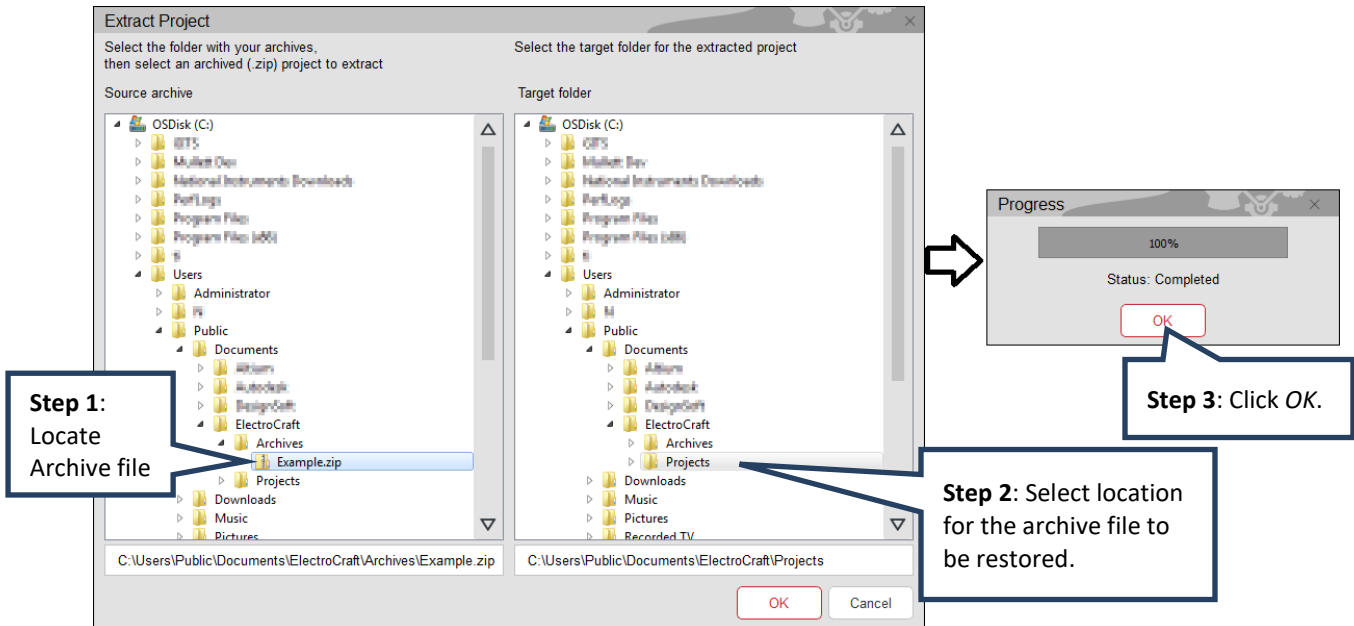 Extract Project
Select the folder with your archives,
then select an archived (.zip) project to extract
Source archive
OSDisk (C:)
Users
Administrator
Public
Documents
ElectroCraft
Archives
Example.zip
Projects
Downloads
Music
Pictures
C:\Users\Public\Documents\ElectroCraft\Archives\Example.zip
Select the target folder for the extracted project
Target folder
OSDisk (C:)
Users
Administrator
Public
Documents
ElectroCraft
Archives
Projects
Downloads
Music
Pictures
Recorded TV
C:\Users\Public\Documents\ElectroCraft\Projects
OK
Cancel
Step 1:
Locate
Archive file
Step 2: Select location
for the archive file to
be restored.
Progress
100%
Status: Completed
OK
Step 3: Click OK.